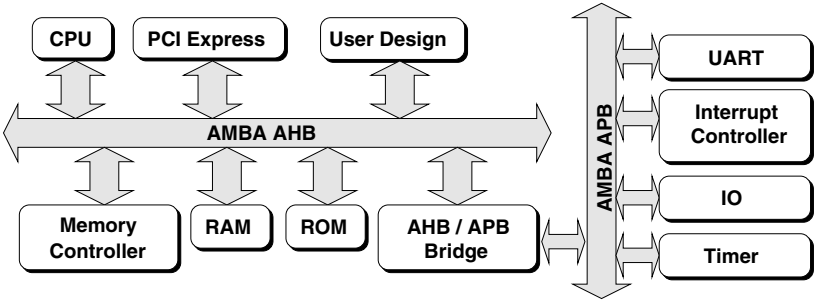 CPU
PCI Express
User Design
AMBA AHB
Memory
Controller
RAM
ROM
AHB / APB
Bridge
AMBA APB
UART
Interrupt
Controller
IO
Timer